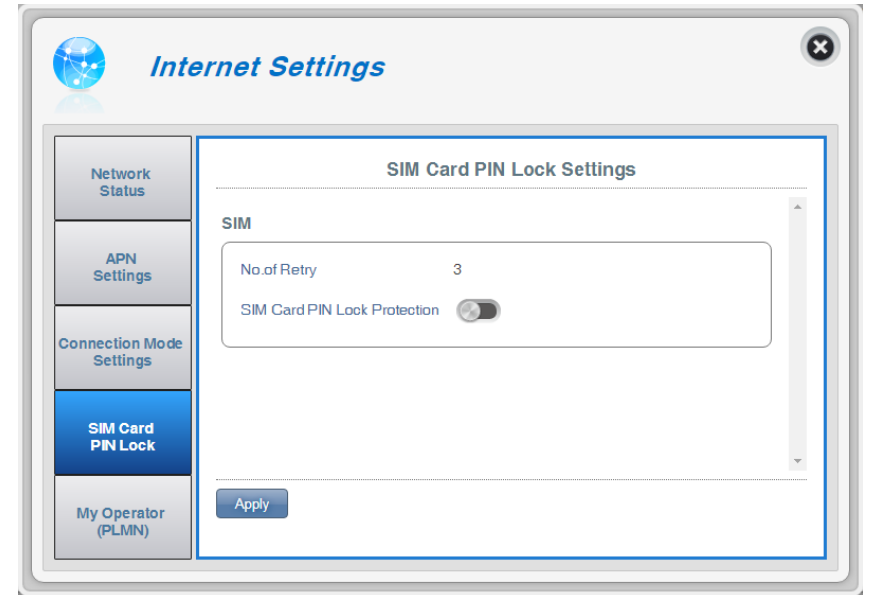 Internet Settings
Network
Status
APN
Settings
Connection Mode
Settings
SIM Card
PIN Lock
My Operator
(PLMN)
SIM Card PIN Lock Settings
SIM
No.of Retry 3
SIM Card PIN Lock Protection
Apply